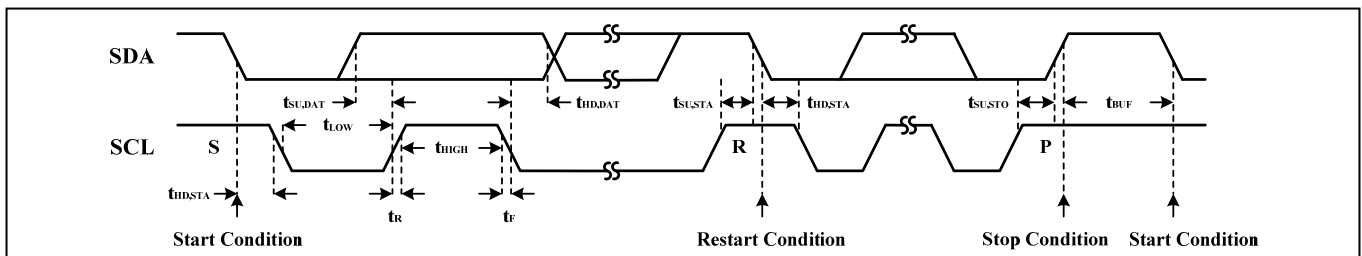 SDA
tSU,DAT tHD,DAT tSU,STA tHD,STA tSU,STO tBUF
tLOW
SCL S tHIGH R P
tHD,STA
tR tF
Start Condition Restart Condition Stop Condition Start Condition